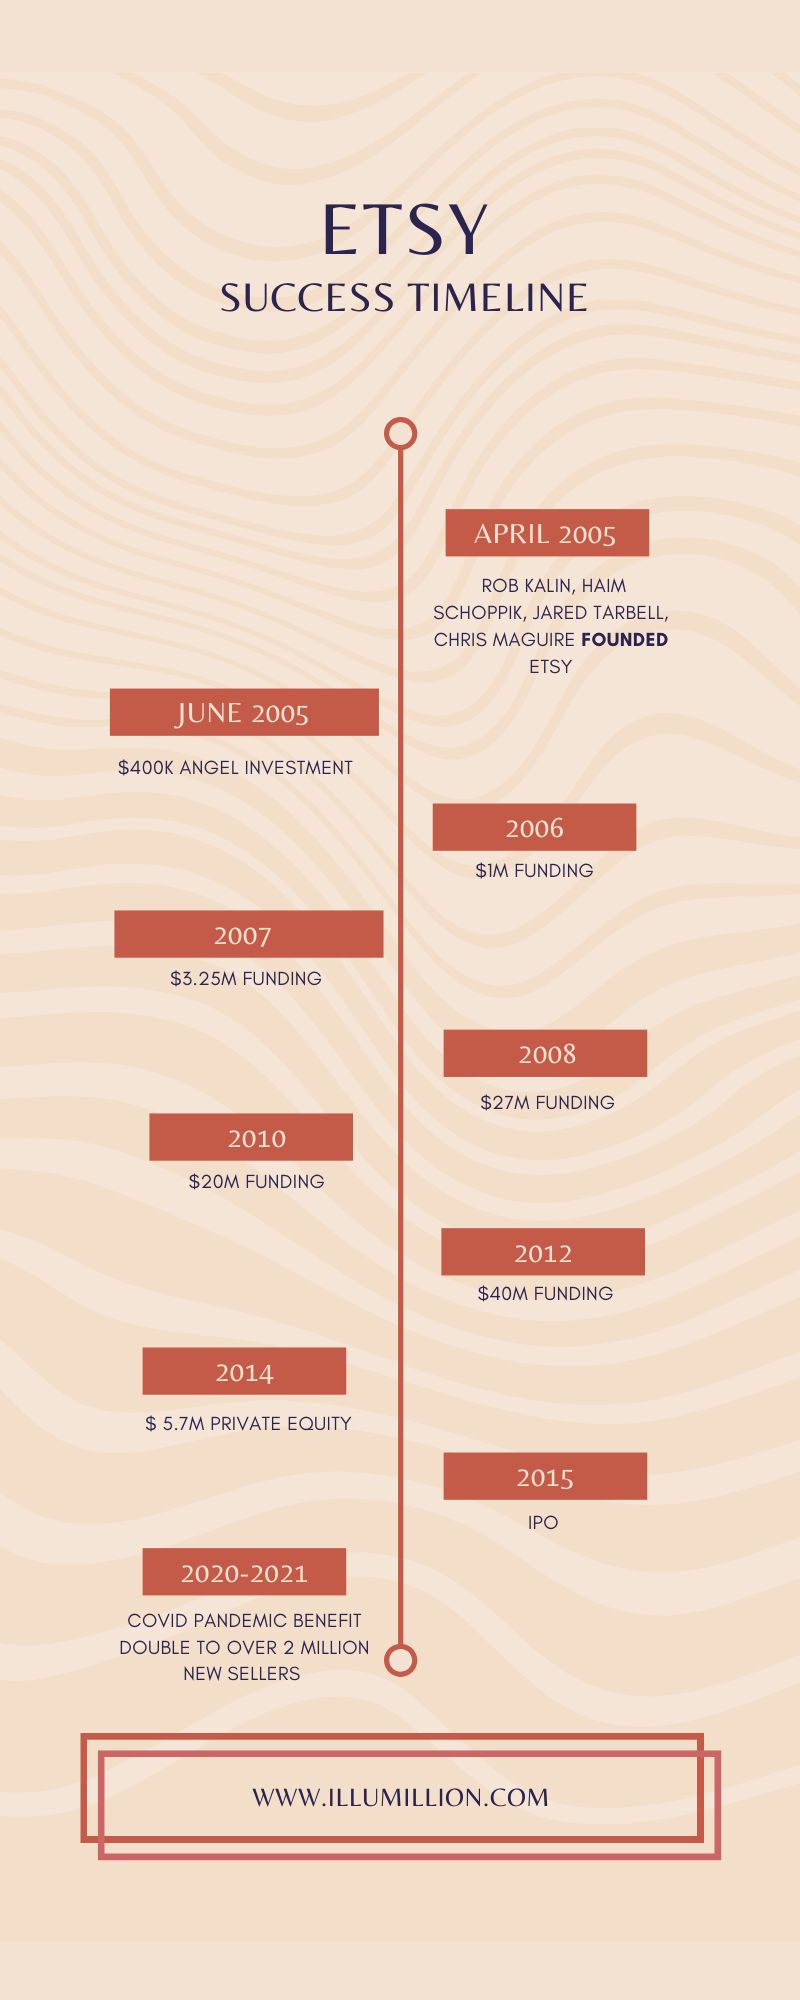 ETSY
SUCCESS TIMELINE
APRIL 2005
ROB KALIN, HAIM
SCHOPPIK, JARED TARBELL,
CHRIS MAGUIRE FOUNDED
ETSY
JUNE 2005
$400K ANGEL INVESTMENT
2006
$1M FUNDING
2007
$3.25M FUNDING
2008
$27M FUNDING
2010
$20M FUNDING
2012
$40M FUNDING
2014
$ 5.7M PRIVATE EQUITY
2015
IPO
2020-2021
COVID PANDEMIC BENEFIT
DOUBLE TO OVER 2 MILLION
NEW SELLERS
WWW.ILLUMILLION.COM